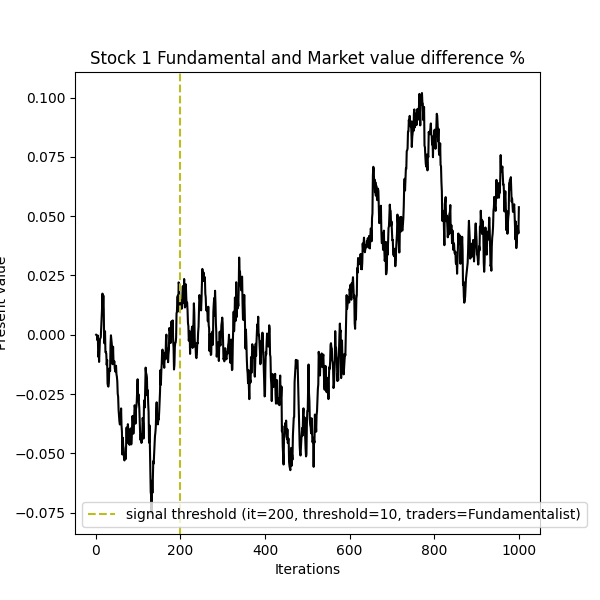 Stock 1 Fundamental and Market value difference %
0.100
0.075
0.050
0.025
0.000
−0.025
−0.050
−0.075
Present value
signal threshold (it=200, threshold=10, traders=Fundamentalist)
0 200 400 600 800 1000
Iterations